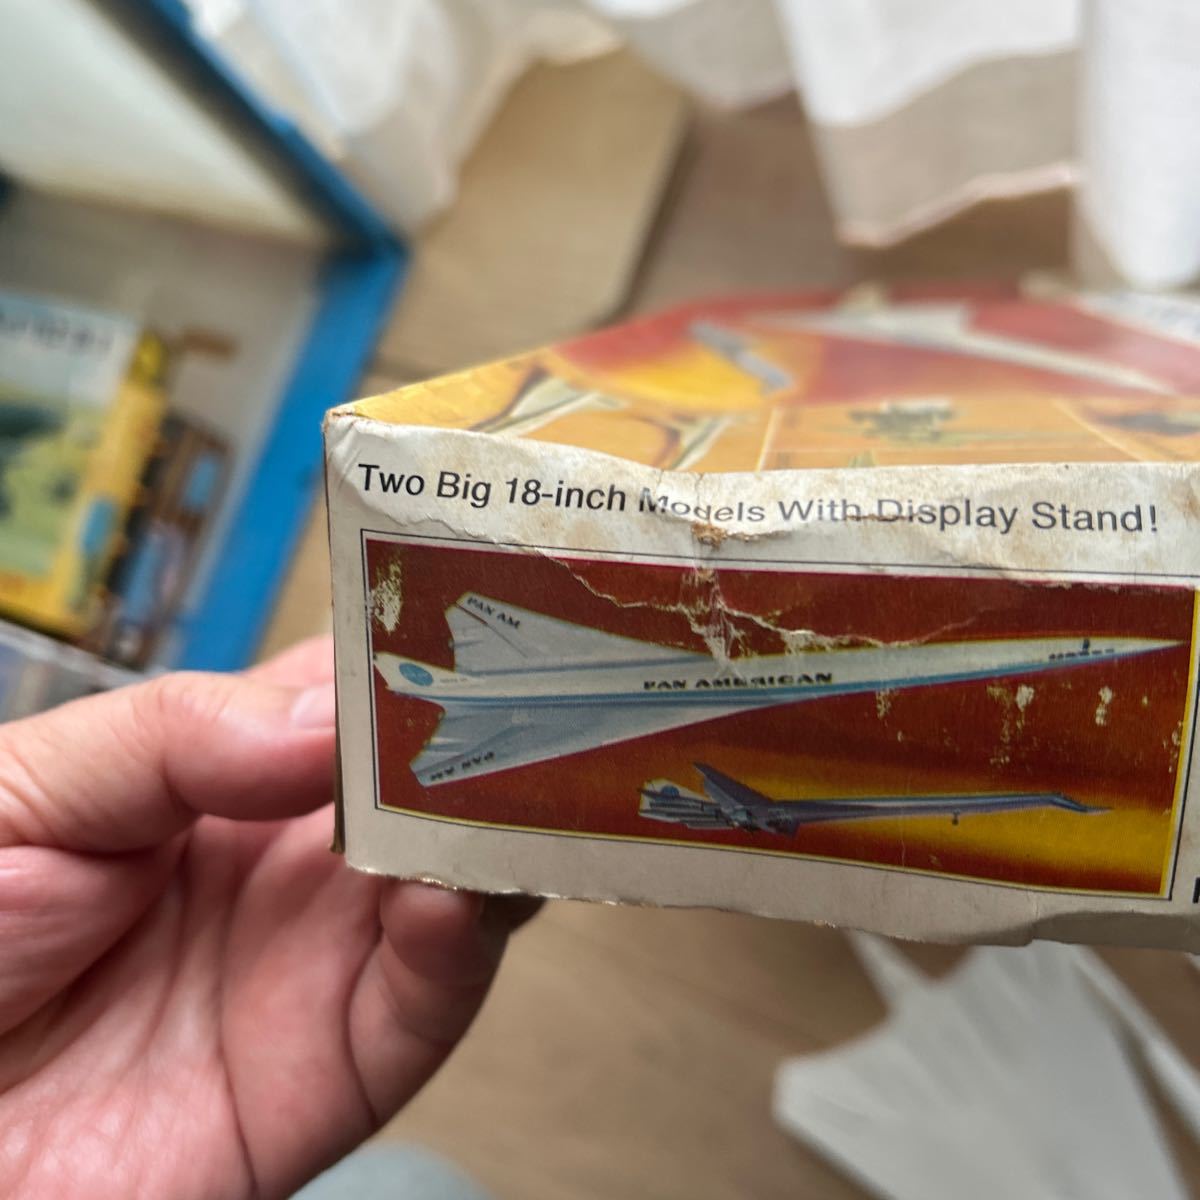 Two Big 18-inch Models With Display Stand!
PAN AM
PAN AMERICAN
PAN AM